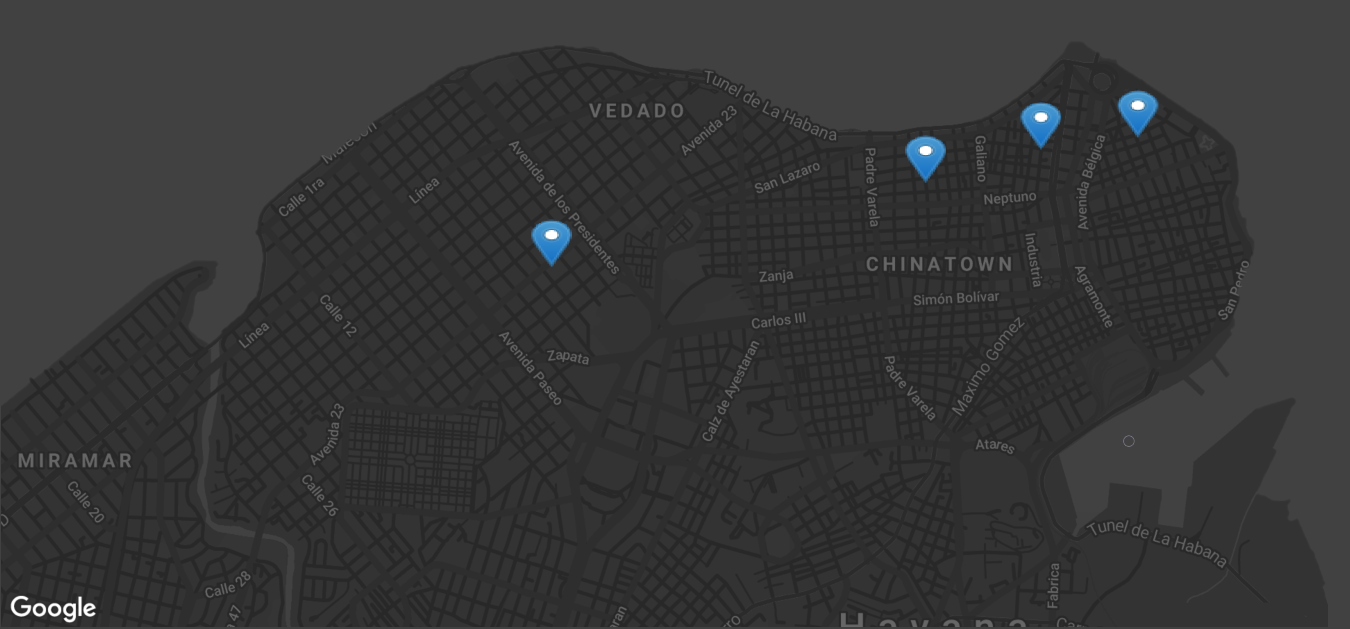 VEDADO
Tunel de La Habana
Avenida 23
Malecon
Avenida de los Presidentes
San Lazaro
Padre Varela
Galiano
Avenida Bélgica
Calle 1ra
Línea
Neptuno
CHINATOWN
Industria
Zanja
Simón Bolívar
Agramonte
San Pedro
Calle 12
Línea
Carlos III
Avenida Paseo
Zapata
Calz de Ayestaran
Padre Varela
Maximo Gomez
Avenida 23
Atares
MIRAMAR
Calle 20
Calle 26
Tunel de La Habana
Calle 28
Fabrica
47
Google
Havana